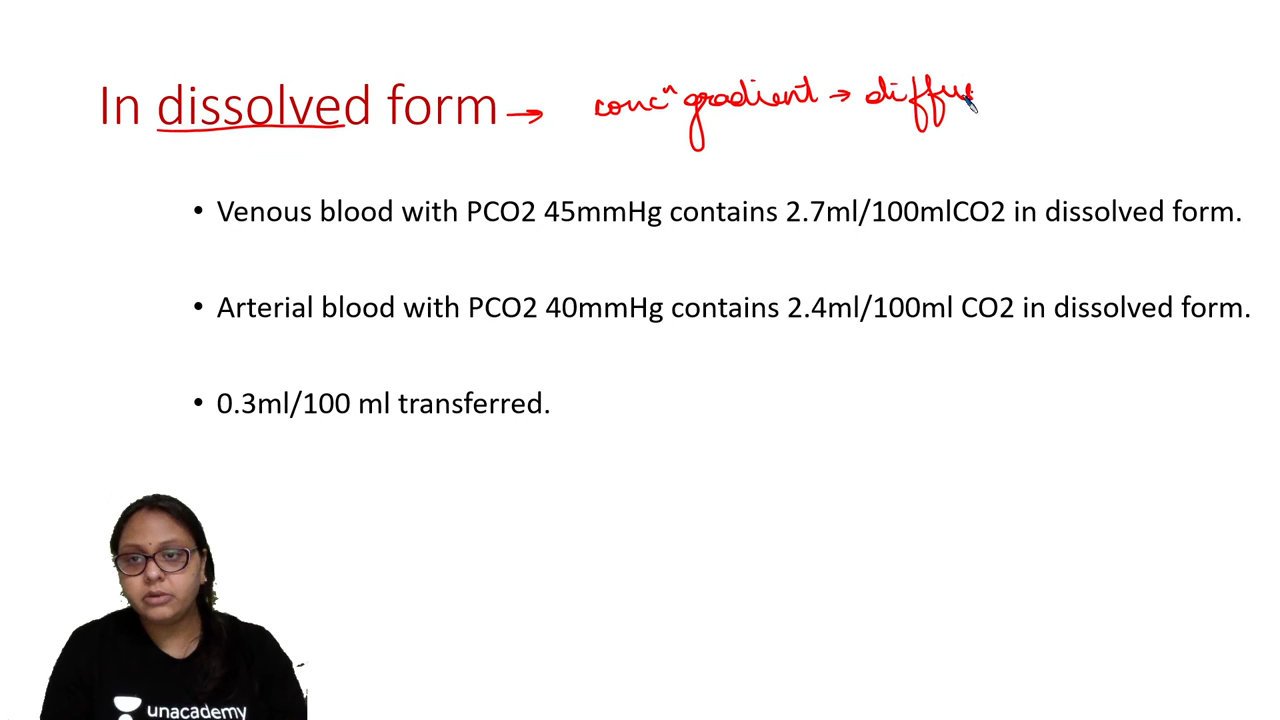 In dissolved form → concⁿ gradient → diffu
• Venous blood with PCO2 45mmHg contains 2.7ml/100mlCO2 in dissolved form.
• Arterial blood with PCO2 40mmHg contains 2.4ml/100ml CO2 in dissolved form.
• 0.3ml/100 ml transferred.
unacademy